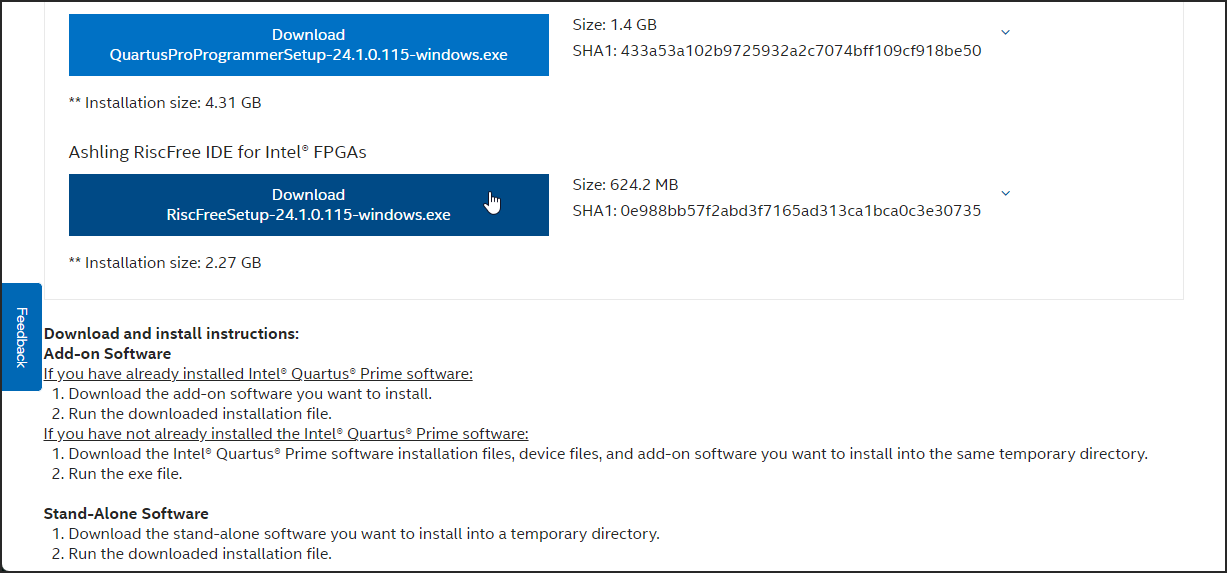 Download
QuartusProProgrammerSetup-24.1.0.115-windows.exe
Size: 1.4 GB
SHA1: 433a53a102b9725932a2c7074bff109cf918be50
** Installation size: 4.31 GB
Ashling RiscFree IDE for Intel® FPGAs
Download
RiscFreeSetup-24.1.0.115-windows.exe
Size: 624.2 MB
SHA1: 0e988bb57f2abd3f7165ad313ca1bca0c3e30735
** Installation size: 2.27 GB
Feedback
Download and install instructions:
Add-on Software
If you have already installed Intel® Quartus® Prime software:
1. Download the add-on software you want to install.
2. Run the downloaded installation file.
If you have not already installed the Intel® Quartus® Prime software:
1. Download the Intel® Quartus® Prime software installation files, device files, and add-on software you want to install into the same temporary directory.
2. Run the exe file.
Stand-Alone Software
1. Download the stand-alone software you want to install into a temporary directory.
2. Run the downloaded installation file.